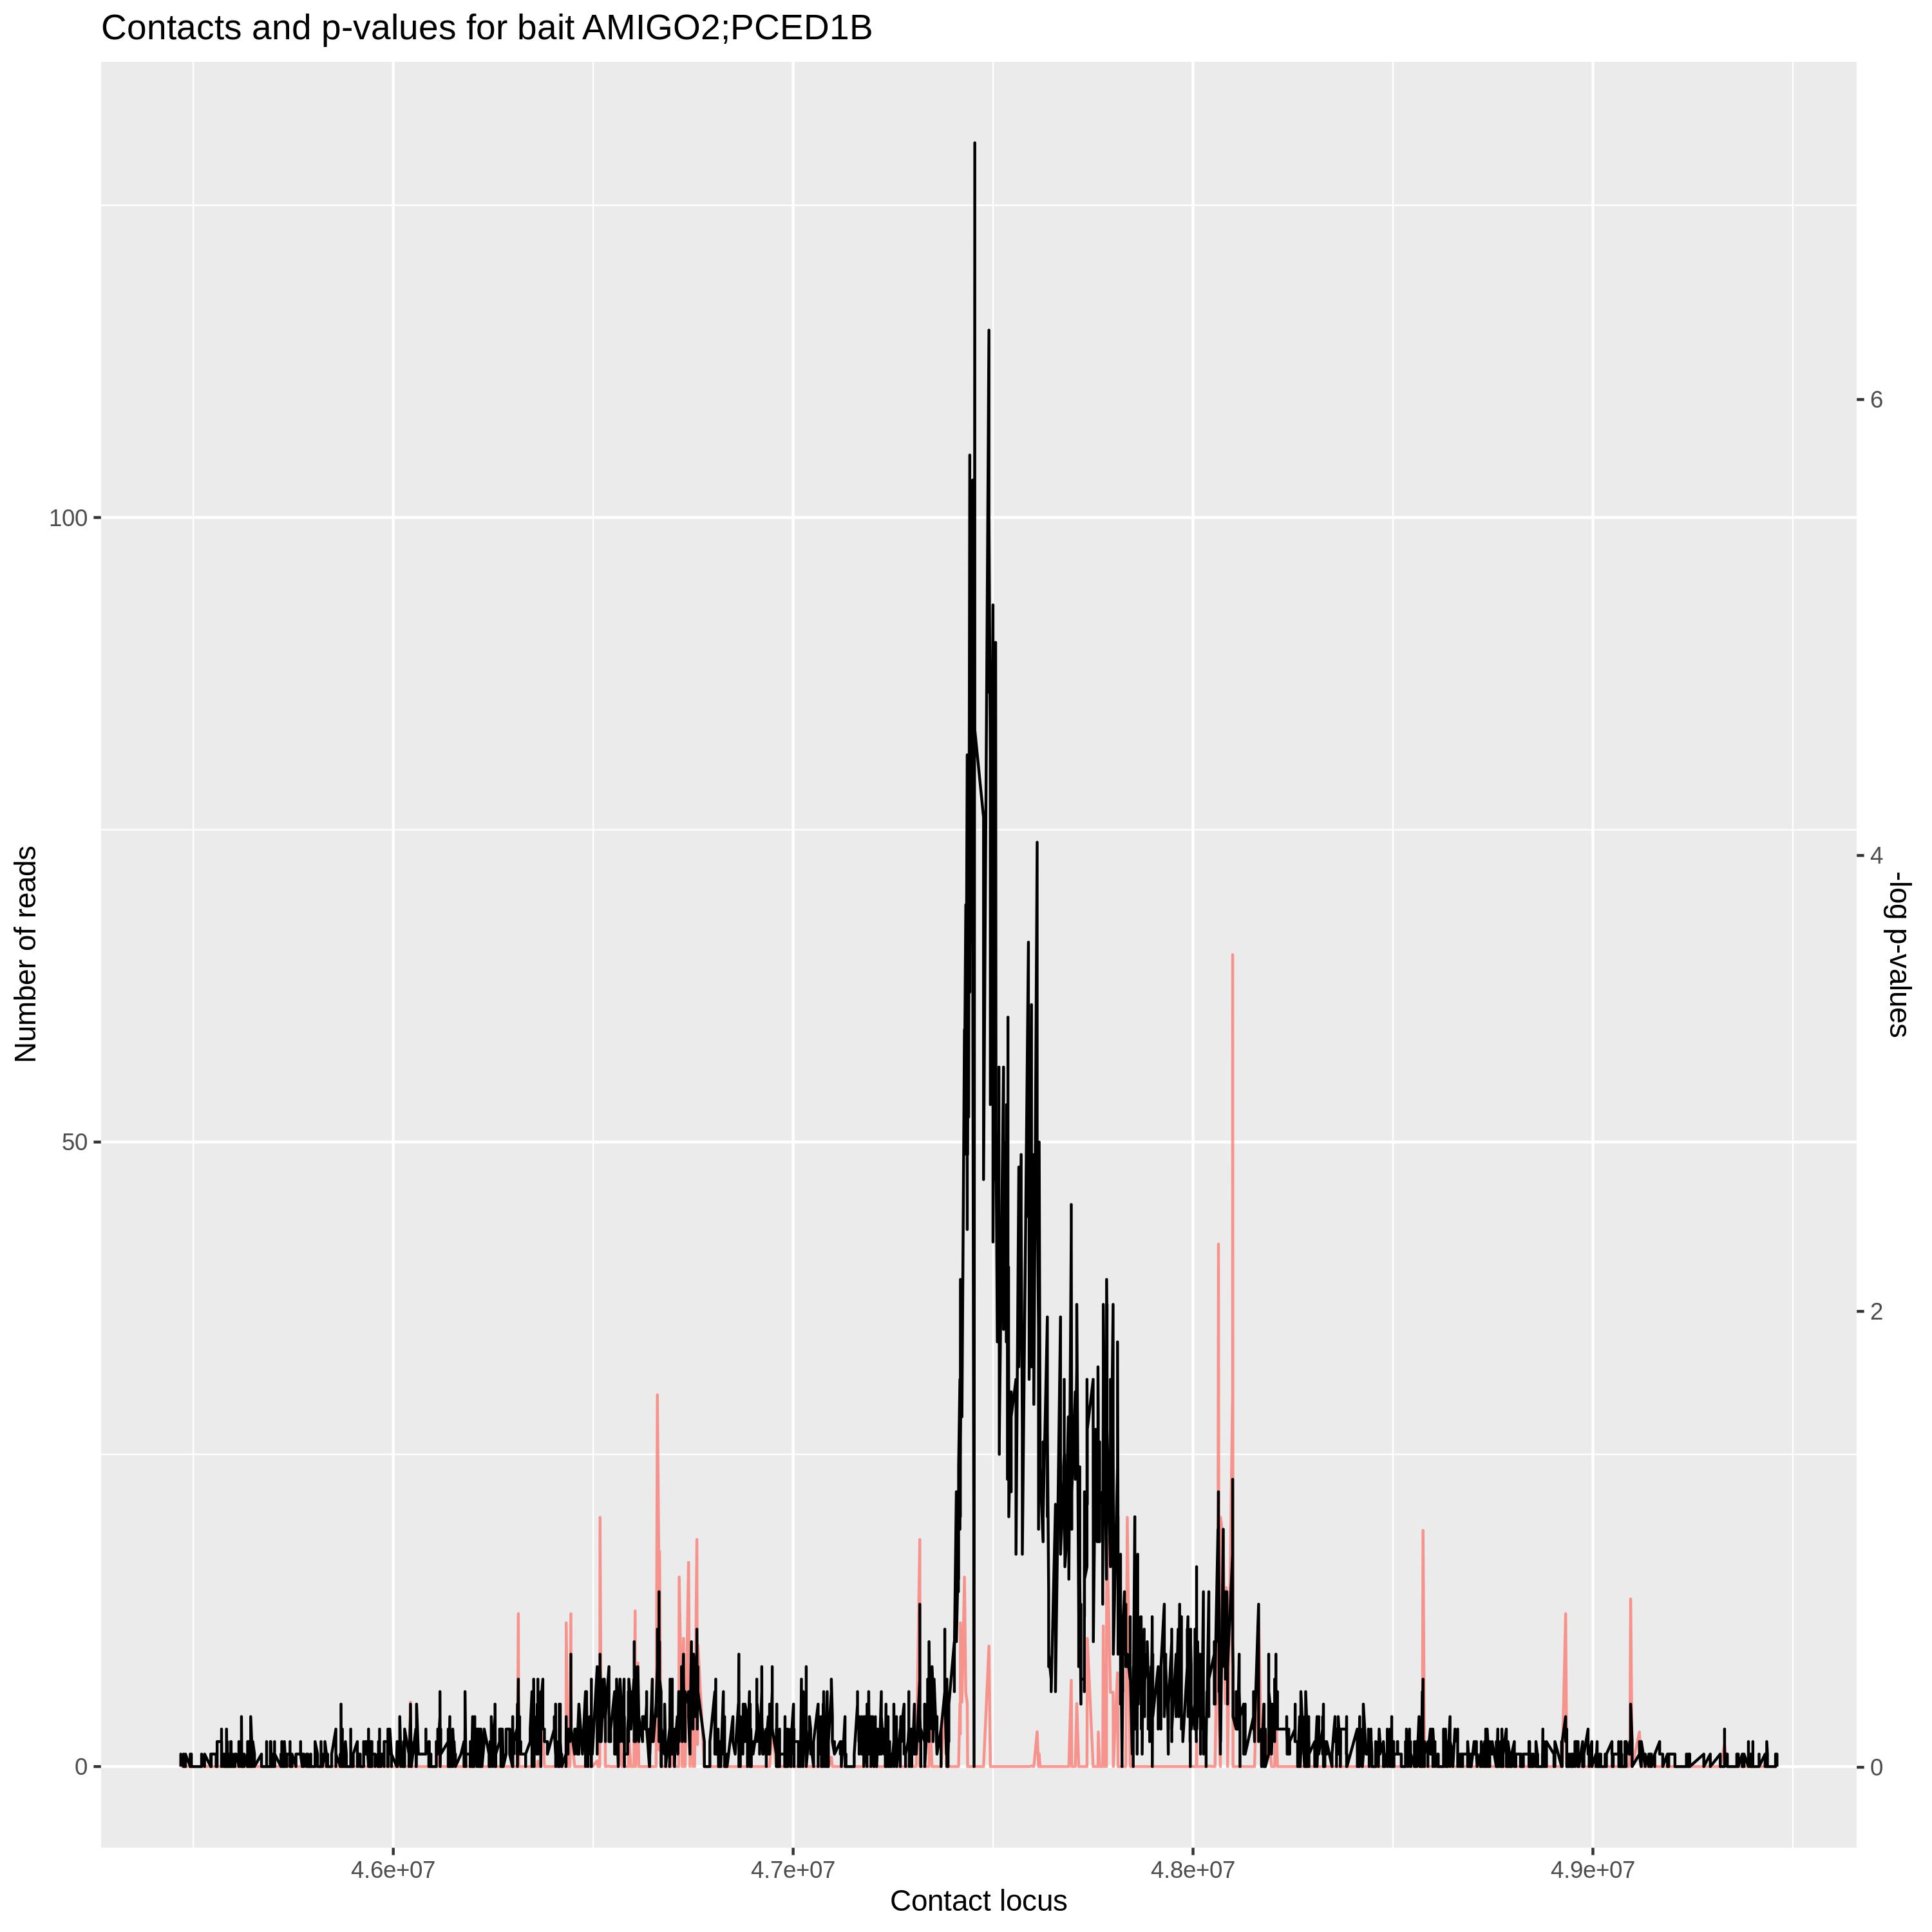 Contacts and p-values for bait AMIGO2;PCED1B
Number of reads
100
50
0
6
4
2
0
-log p-values
4.6e+07
4.7e+07
4.8e+07
4.9e+07
Contact locus